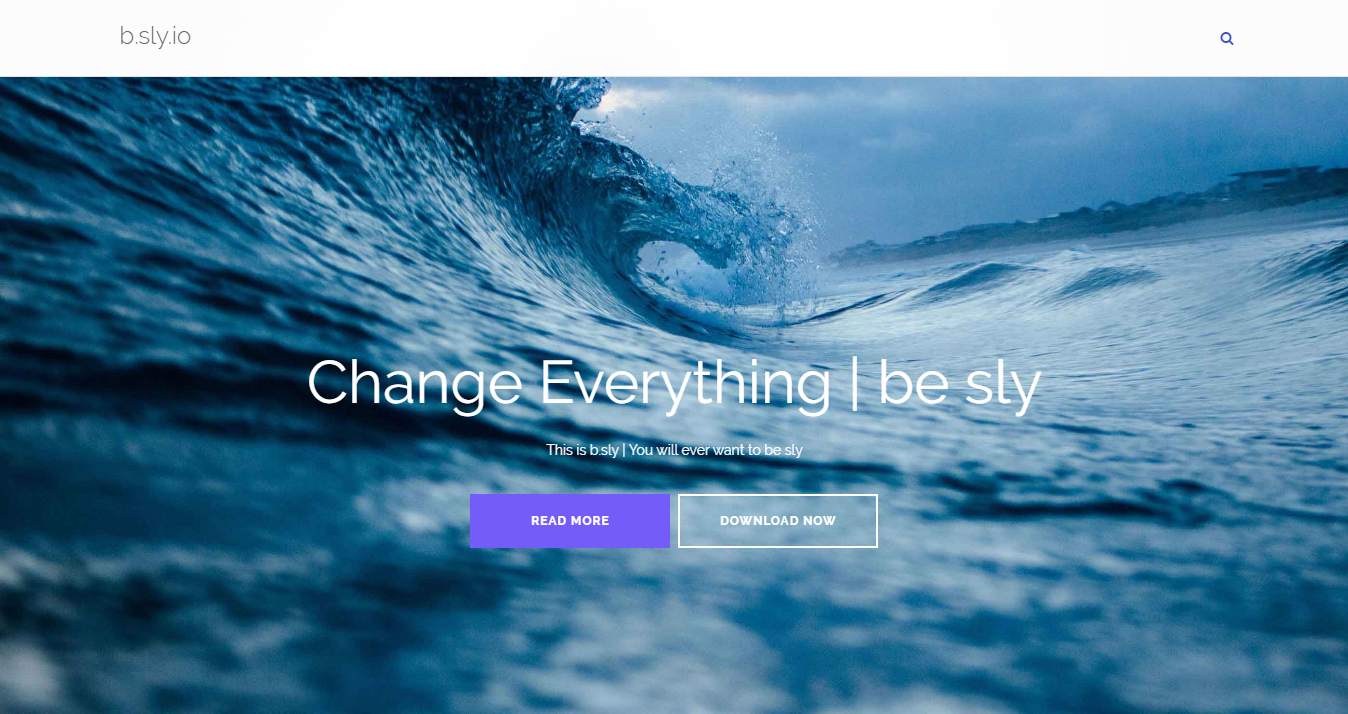 b.sly.io
Change Everything | be sly
This is b.sly | You will ever want to be sly
READ MORE
DOWNLOAD NOW